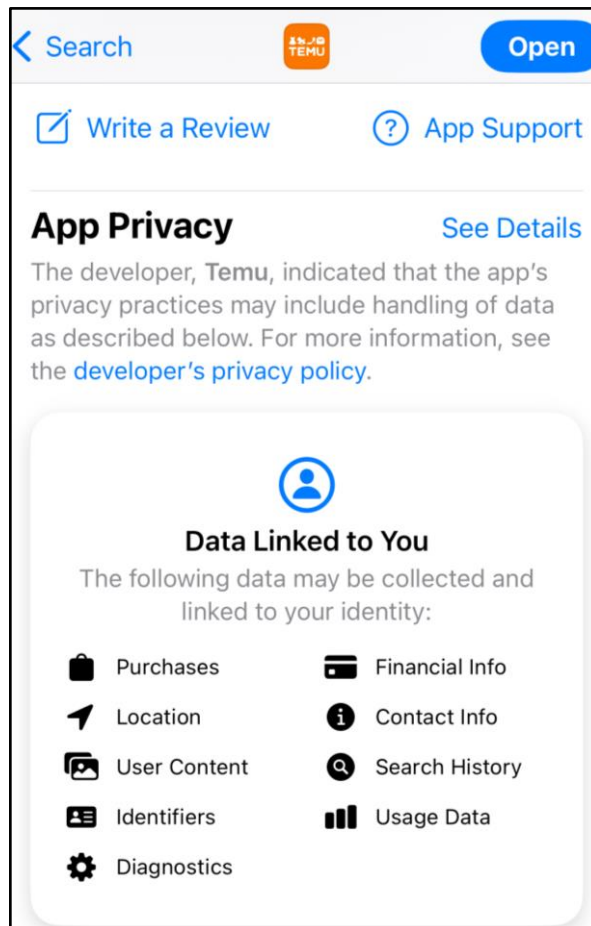 Search
TEMU
Open
Write a Review
App Support
App Privacy
See Details
The developer, Temu, indicated that the app's
privacy practices may include handling of data
as described below. For more information, see
the developer's privacy policy.
Data Linked to You
The following data may be collected and
linked to your identity:
Purchases
Financial Info
Location
Contact Info
User Content
Search History
Identifiers
Usage Data
Diagnostics